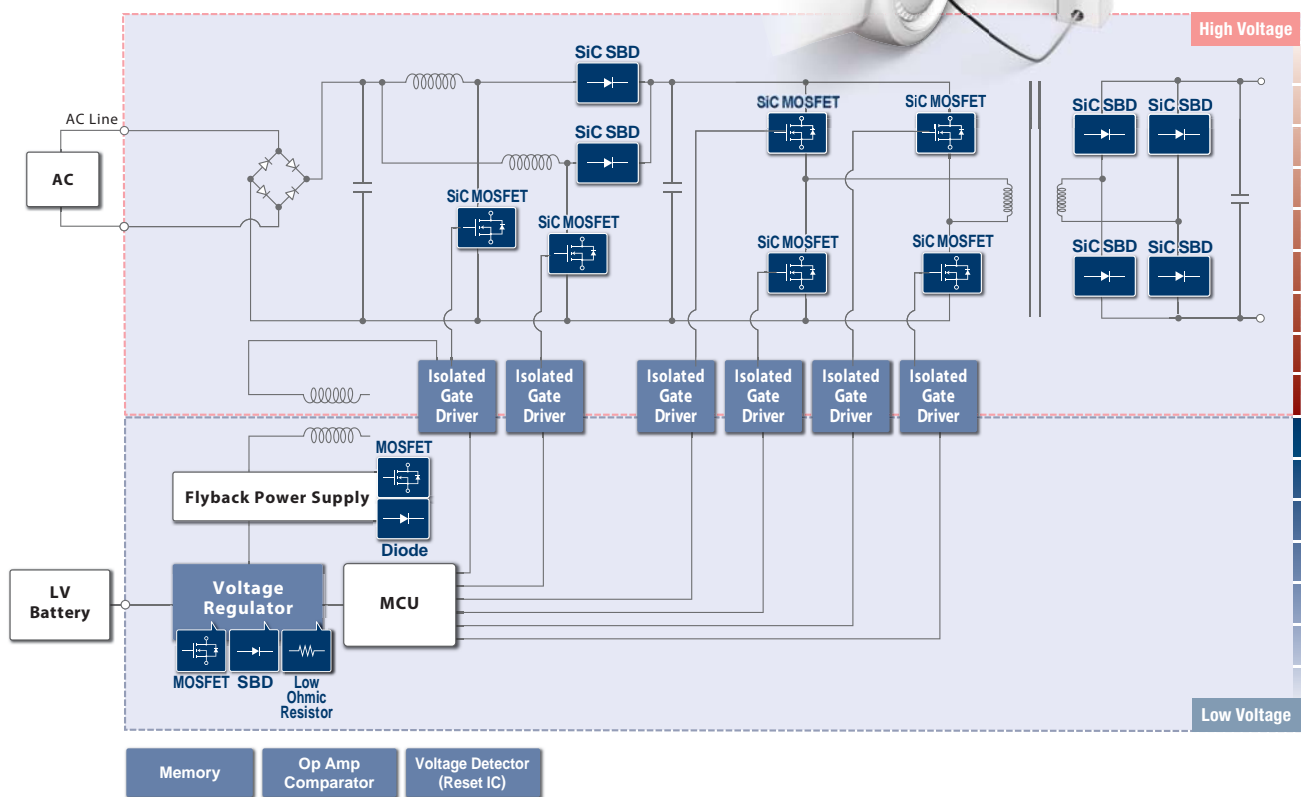 High Voltage
SiC SBD
SiC MOSFET
SiC MOSFET
SiC SBD
SiC SBD
AC Line
SiC SBD
AC
SiC MOSFET
SiC MOSFET
SiC MOSFET
SiC MOSFET
SiC SBD
SiC SBD
Isolated
Gate
Driver
Isolated
Gate
Driver
Isolated
Gate
Driver
Isolated
Gate
Driver
Isolated
Gate
Driver
Isolated
Gate
Driver
MOSFET
Flyback Power Supply
Diode
LV
Battery
Voltage
Regulator
MCU
MOSFET
SBD
Low
Ohmic
Resistor
Low Voltage
Memory
Op Amp
Comparator
Voltage Detector
(Reset IC)